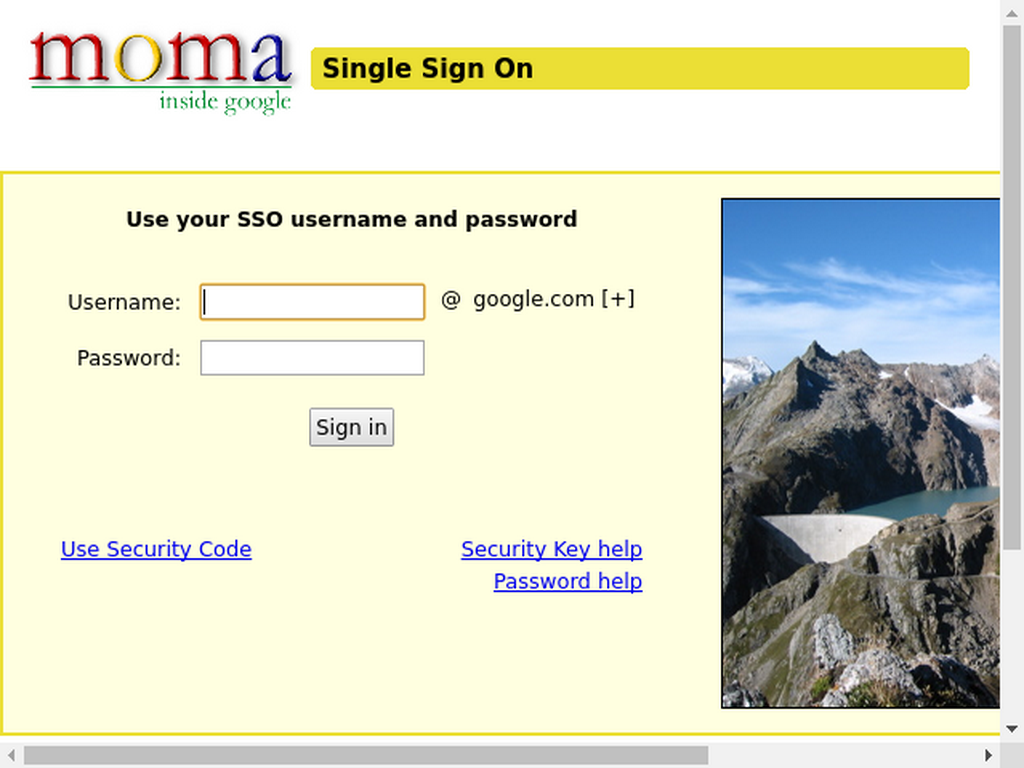 moma
inside google
Single Sign On
Use your SSO username and password
Username: @ google.com [+]
Password:
Sign in
Use Security Code Security Key help
Password help